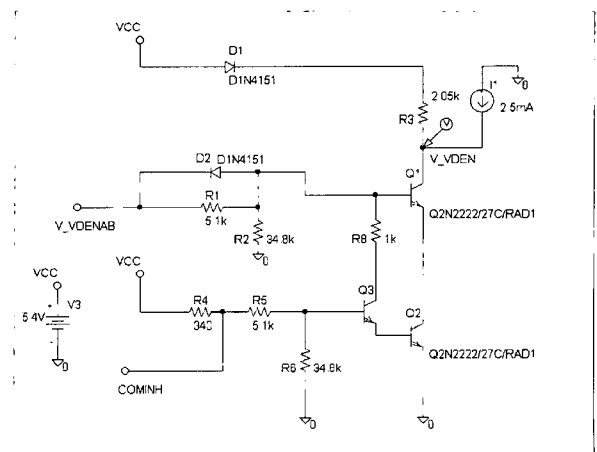 VCC
D1
D1N4151
I1
0
2.05k
R3
2.5mA
V
V_VDEN
D2
D1N4151
Q1
R1
5.1k
V_VDENAB
R2
34.8k
0
R8
1k
Q2N2222/27C/RAD1
VCC
VCC
V3
6.4V
0
R4
340
R5
5.1k
Q3
Q2N2222/27C/RAD1
R6
34.8k
COMINH
0
0